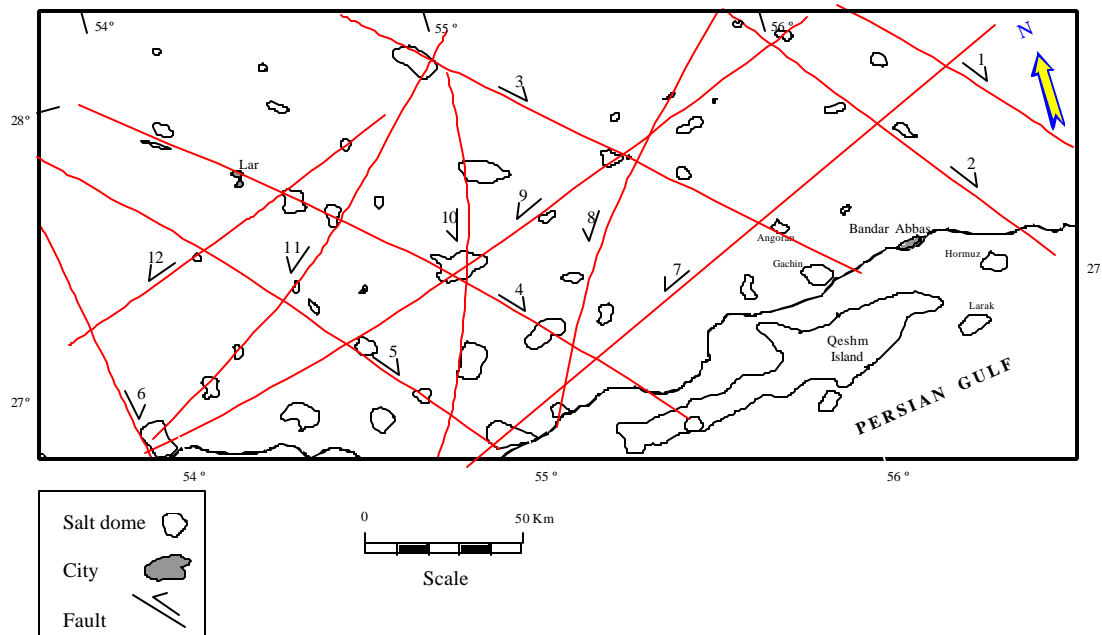 54 º
55 º
56 º
N
1
3
28º
2
Lar
9
10
8
11
12
7
Angoran
Bandar Abbas
Gachin
Hormuz
27
4
Larak
5
Qeshm
Island
6
27º
PERSIAN GULF
54 º
55 º
56 º
Salt dome
City
Fault
0
50 Km
Scale